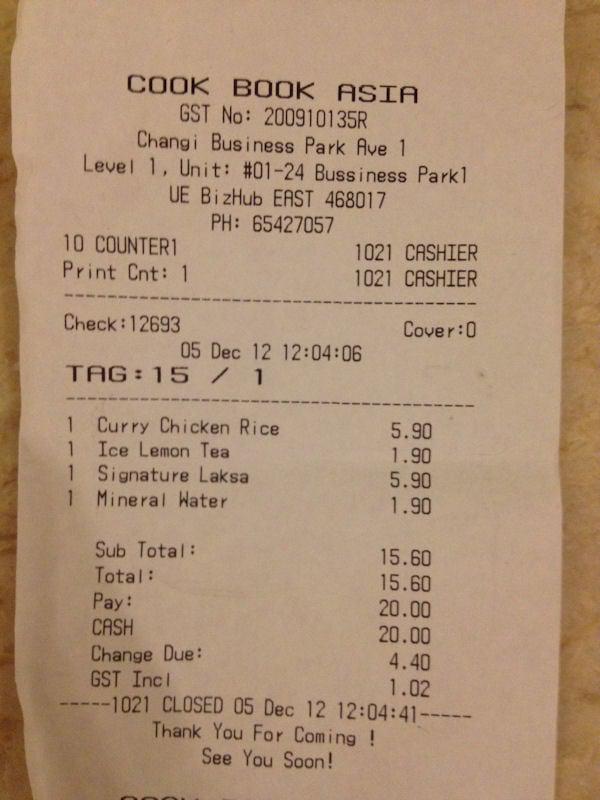 COOK BOOK ASIA
GST No: 200910135R
Changi Business Park Ave 1
Level 1, Unit: #01-24 Bussiness Park1
UE BizHub EAST 468017
PH: 65427057
10 COUNTER1 1021 CASHIER
Print Cnt: 1 1021 CASHIER
Check:12693 Cover:0
05 Dec 12 12:04:06
TAG:15 / 1
1 Curry Chicken Rice 5.90
1 Ice Lemon Tea 1.90
1 Signature Laksa 5.90
1 Mineral Water 1.90
Sub Total: 15.60
Total: 15.60
Pay: 20.00
CASH 20.00
Change Due: 4.40
GST Incl 1.02
-----1021 CLOSED 05 Dec 12 12:04:41-----
Thank You For Coming !
See You Soon!